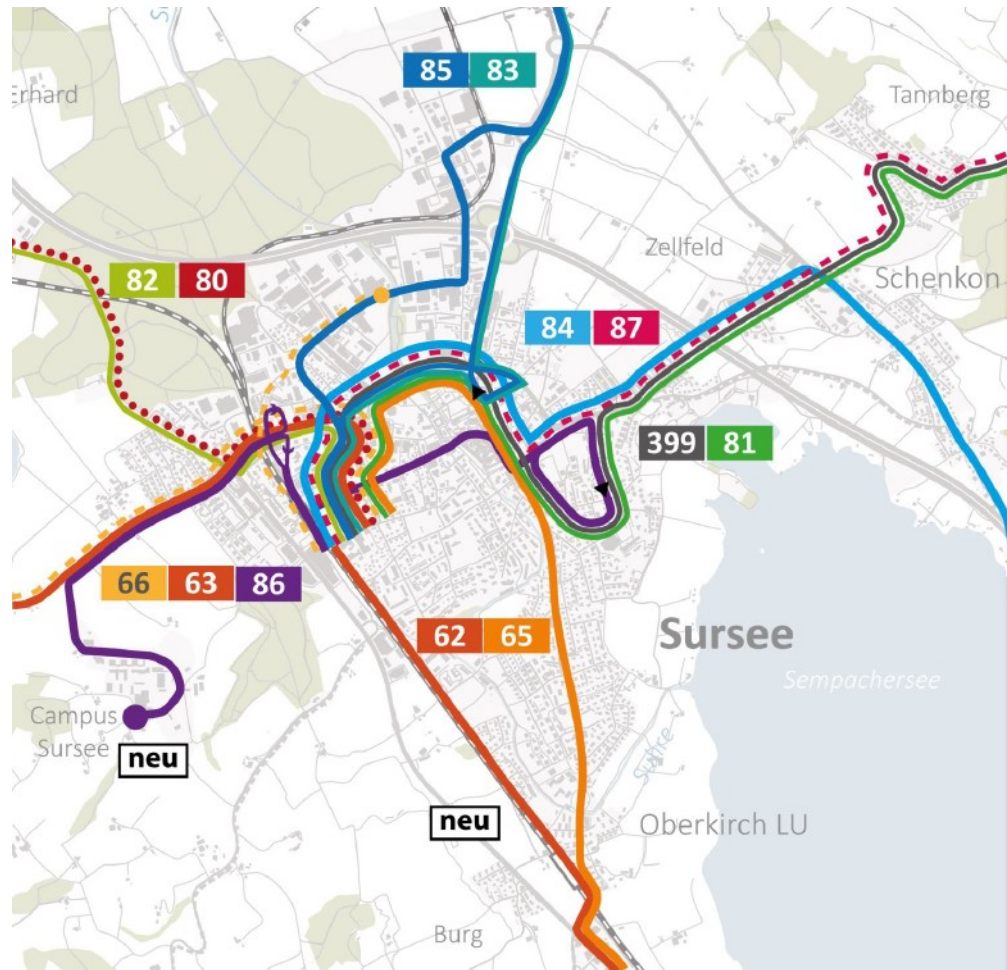 85 83
Erhard
Tannberg
Zellfeld
82 80
Schenkon
84 87
399 81
66 63 86
62 65
Sursee
Sempachersee
Campus
Sursee
neu
Suhre
neu
Oberkirch LU
Burg